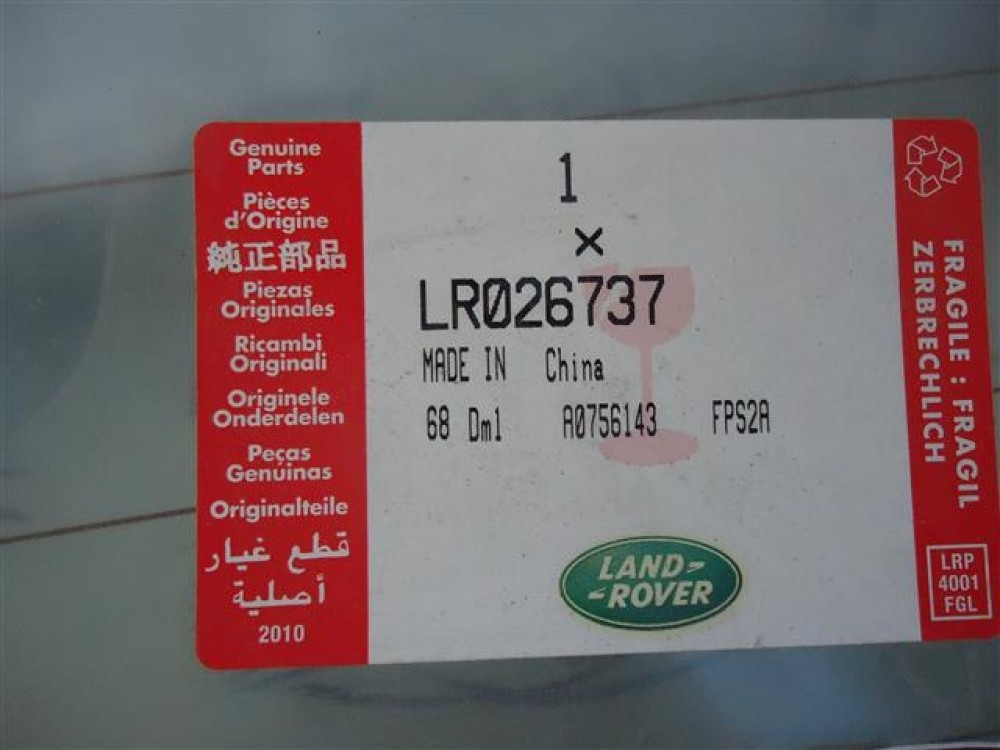 Genuine
Parts
Pièces
d'Origine
純正部品
Piezas
Originales
Ricambi
Originali
Originele
Onderdelen
Peças
Genuinas
Originalteile
قطع غيار
أصلية
2010
1
×
LR026737
MADE IN China
68 Dm1 A0756143 FPS2A
LAND-
-ROVER
FRAGILE : FRAGIL
ZERBRECHLICH
LRP
4001
FGL